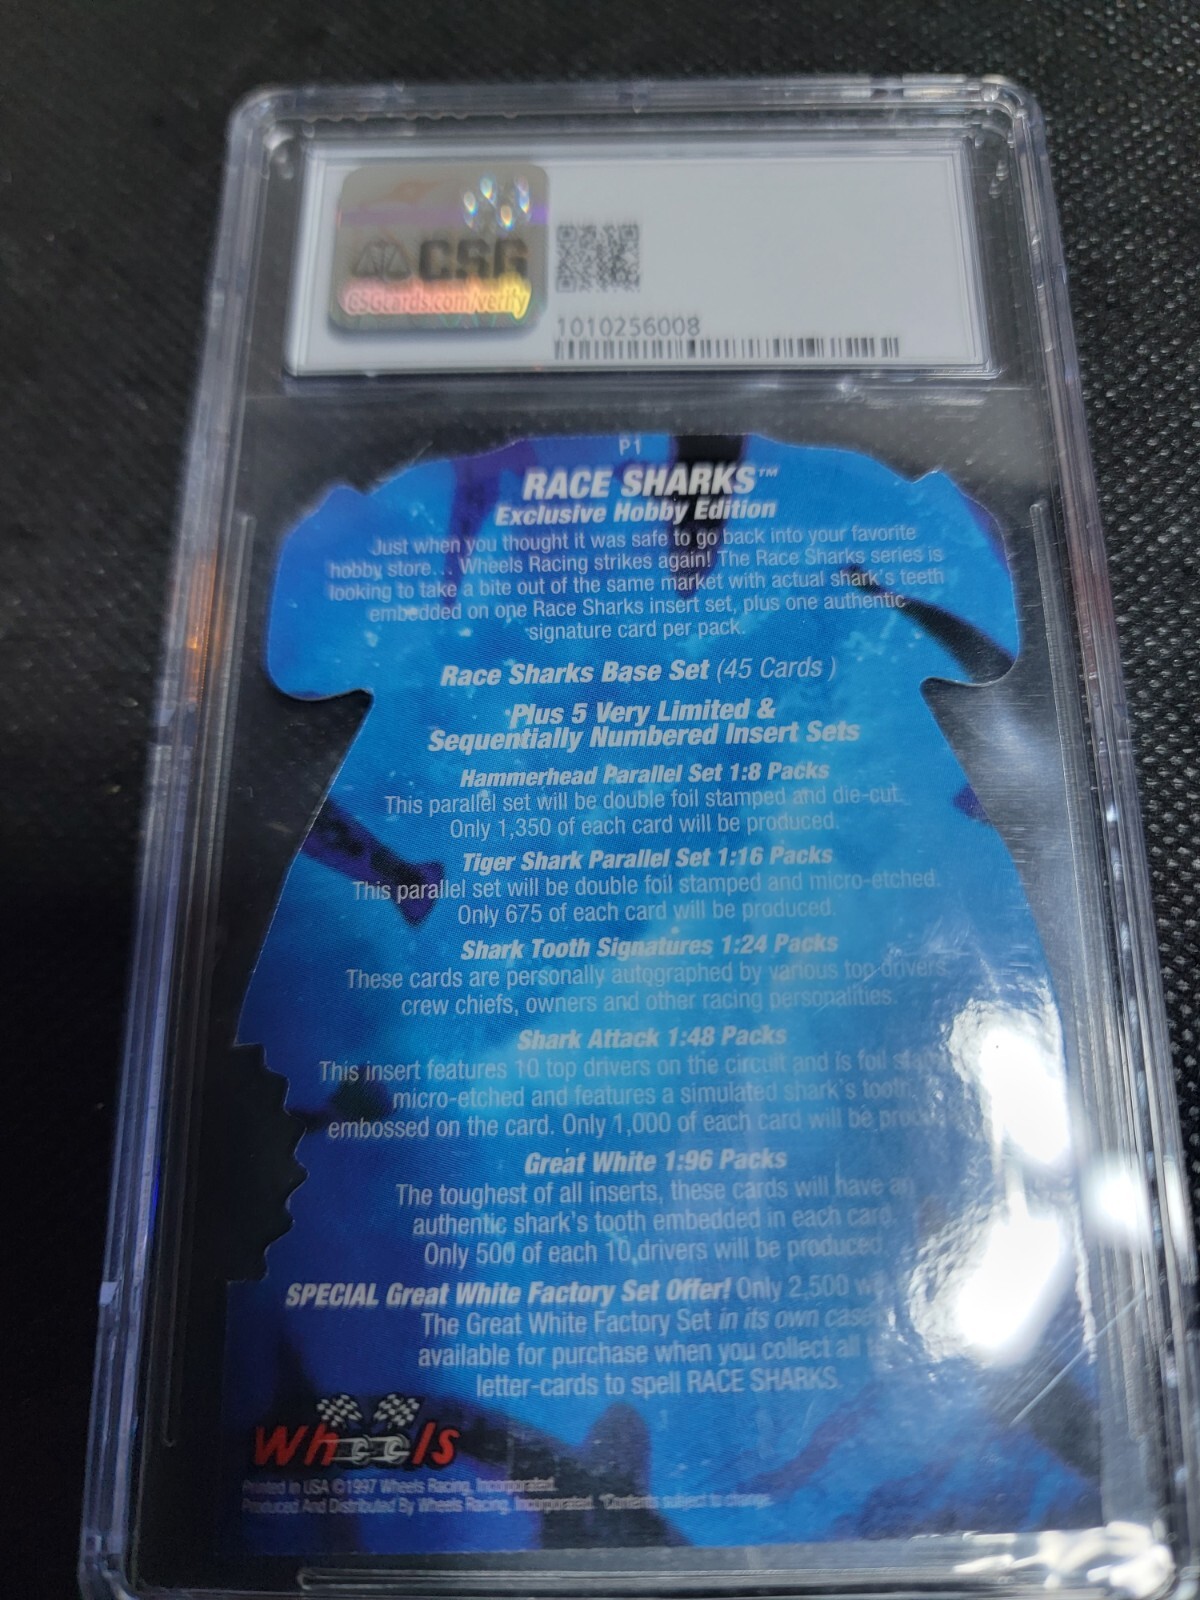 CSG
CSGcards.com/verify
1010256008
P1
RACE SHARKS™
Exclusive Hobby Edition
Just when you thought it was safe to go back into your favorite
hobby store... Wheels Racing strikes again! The Race Sharks series is
looking to take a bite out of the same market with actual shark's teeth
embedded on one Race Sharks insert set, plus one authentic
signature card per pack.
Race Sharks Base Set (45 Cards )
Plus 5 Very Limited &
Sequentially Numbered Insert Sets
Hammerhead Parallel Set 1:8 Packs
This parallel set will be double foil stamped and die-cut.
Only 1,350 of each card will be produced.
Tiger Shark Parallel Set 1:16 Packs
This parallel set will be double foil stamped and micro-etched.
Only 675 of each card will be produced.
Shark Tooth Signatures 1:24 Packs
These cards are personally autographed by various top drivers,
crew chiefs, owners and other racing personalities.
Shark Attack 1:48 Packs
This insert features 10 top drivers on the circuit and is foil
micro-etched and features a simulated shark's tooth
embossed on the card. Only 1,000 of each card will be
Great White 1:96 Packs
The toughest of all inserts, these cards will have an
authentic shark's tooth embedded in each card.
Only 500 of each 10 drivers will be produced
SPECIAL Great White Factory Set Offer! Only 2,500
The Great White Factory Set in its own case
available for purchase when you collect all
letter-cards to spell RACE SHARKS.
wheels
Printed in USA ©1997 Wheels Racing, Incorporated.
Produced And Distributed By Wheels Racing, Incorporated. *Contents subject to change.